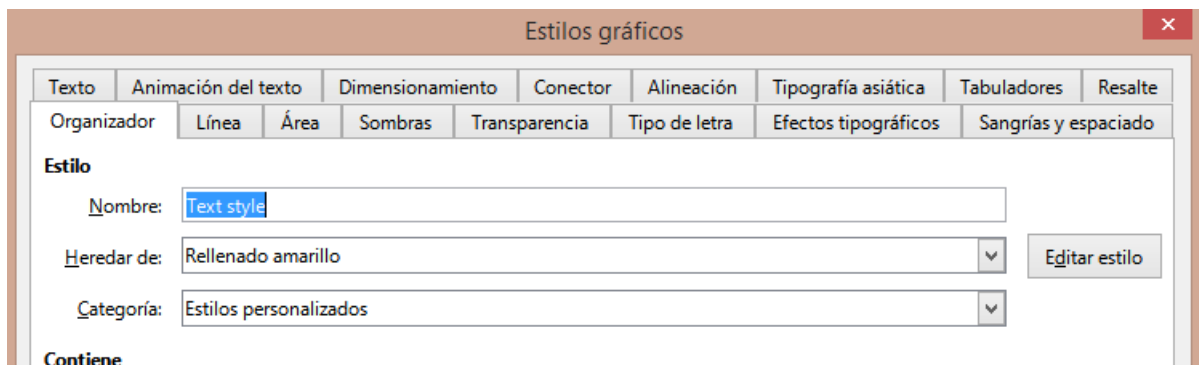 Estilos gráficos
Texto Animación del texto Dimensionamiento Conector Alineación Tipografía asiática Tabuladores Resalte
Organizador Línea Área Sombras Transparencia Tipo de letra Efectos tipográficos Sangrías y espaciado
Estilo
Nombre: Text style
Heredar de: Rellenado amarillo Editar estilo
Categoría: Estilos personalizados
Contiene